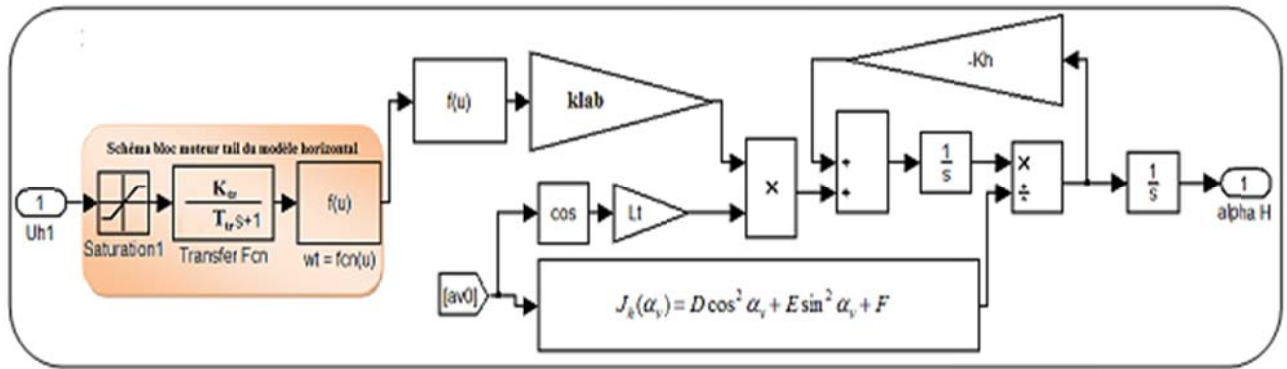 -Kh
f(u)
klab
Schéma bloc moteur tail du modèle horizontal
1
Uh1
Saturation1
K_tr
T_tr s+1
Transfer Fcn
f(u)
wt = fcn(u)
cos
Lt
×
+
+
1
s
×
÷
1
s
1
alpha H
[av0]
J_h(α_v) = D cos² α_v + E sin² α_v + F